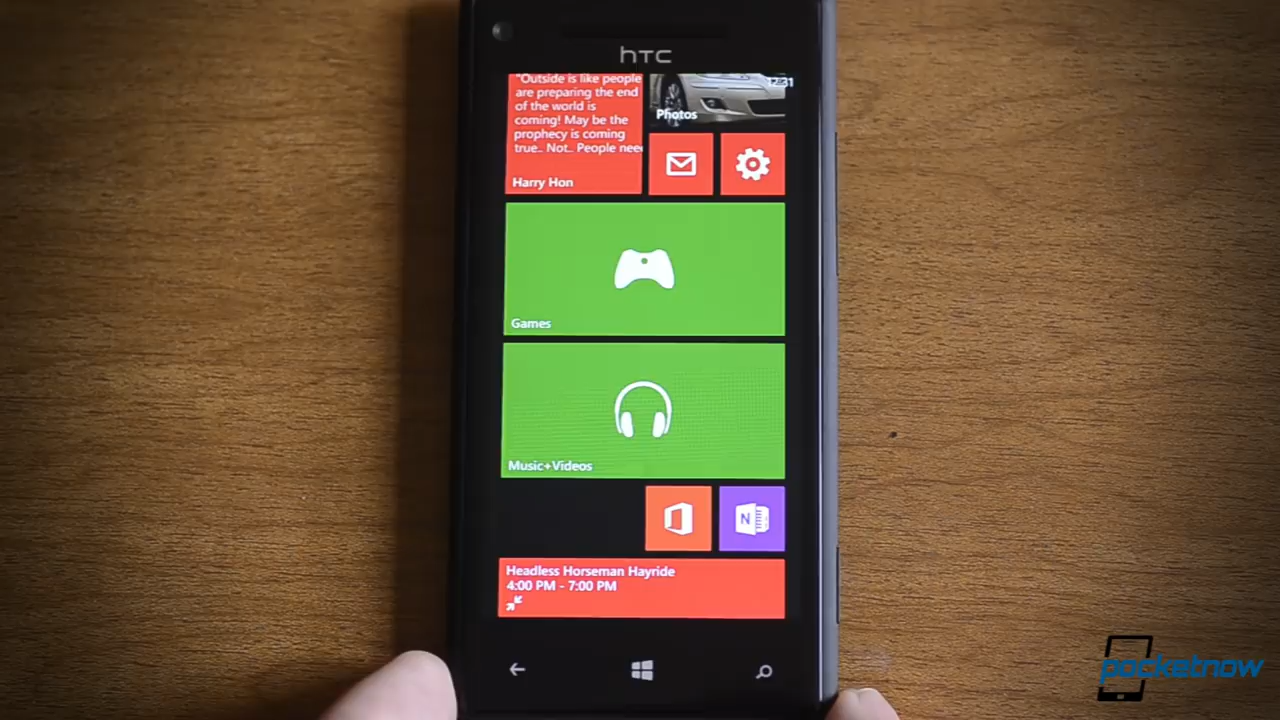 hTC
"Outside is like people
are preparing the end
of the world is
coming! May be the
prophecy is coming
true.. Not.. People nee
Harry Hon
12:31
Photos
Games
Music+Videos
N
Headless Horseman Hayride
4:00 PM - 7:00 PM
pocketnow